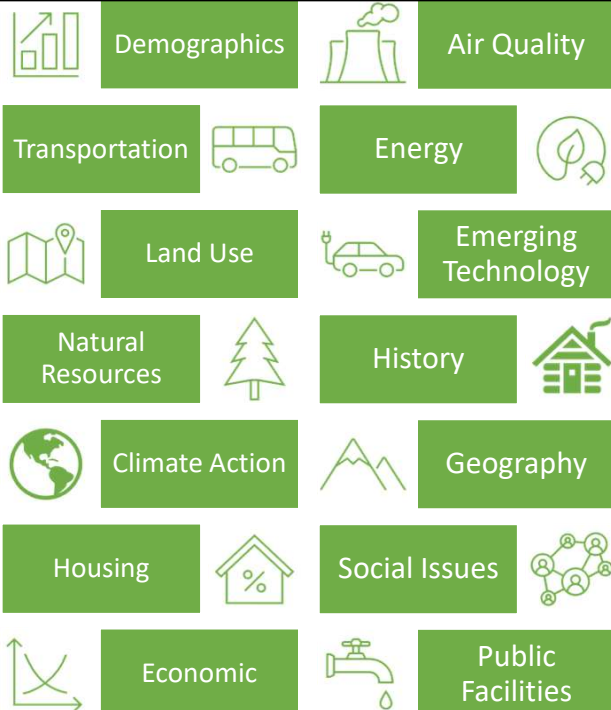 Demographics
Air Quality
Transportation
Energy
Land Use
Emerging
Technology
Natural
Resources
History
Climate Action
Geography
Housing
%
Social Issues
Economic
Public
Facilities